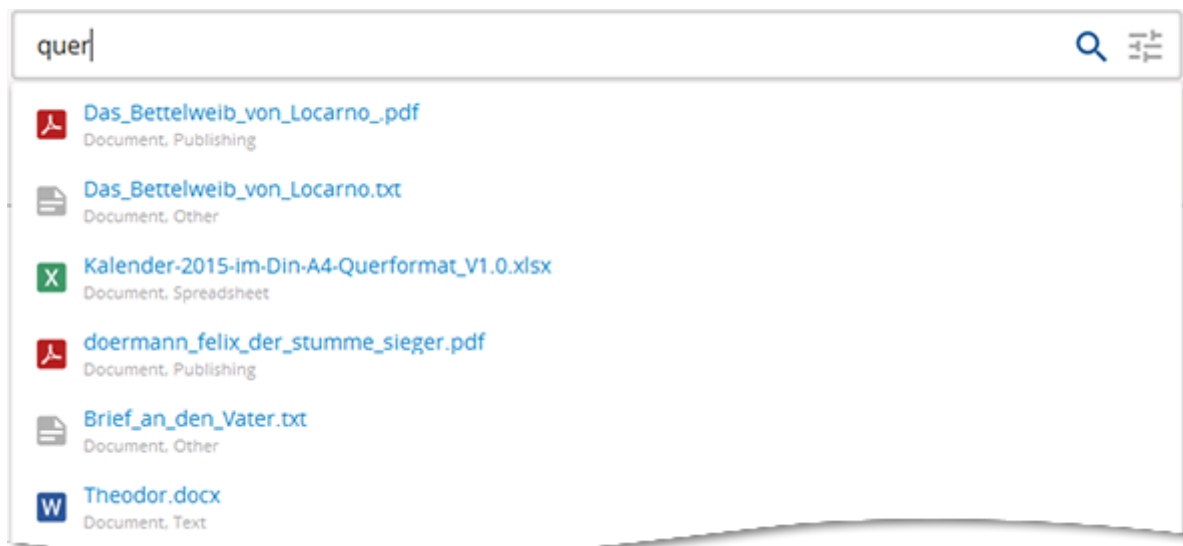 quer
Das_Bettelweib_von_Locarno_.pdf
Document, Publishing
Das_Bettelweib_von_Locarno.txt
Document, Other
X
Kalender-2015-im-Din-A4-Querformat_V1.0.xlsx
Document, Spreadsheet
doermann_felix_der_stumme_sieger.pdf
Document, Publishing
Brief_an_den_Vater.txt
Document, Other
W
Theodor.docx
Document, Text